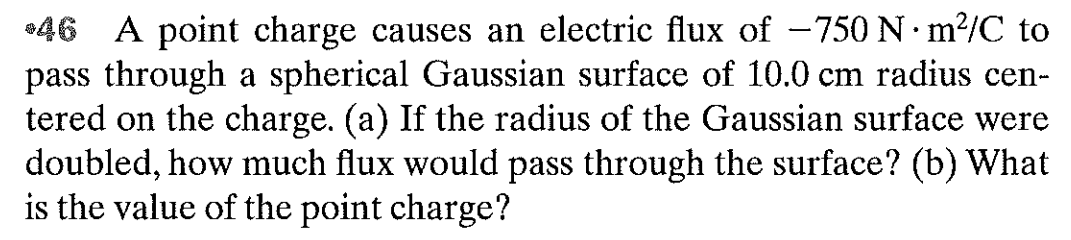 •46 A point charge causes an electric flux of −750 N · m²/C to
pass through a spherical Gaussian surface of 10.0 cm radius cen-
tered on the charge. (a) If the radius of the Gaussian surface were
doubled, how much flux would pass through the surface? (b) What
is the value of the point charge?